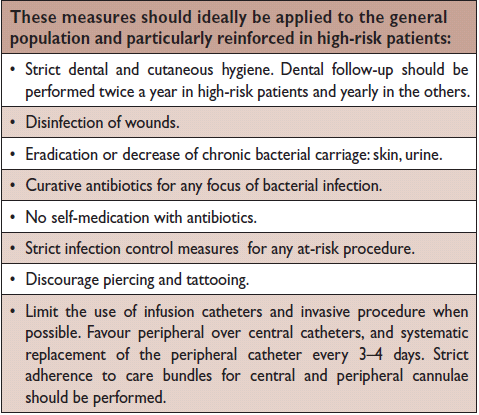 These measures should ideally be applied to the general
population and particularly reinforced in high-risk patients:
• Strict dental and cutaneous hygiene. Dental follow-up should be
performed twice a year in high-risk patients and yearly in the others.
• Disinfection of wounds.
• Eradication or decrease of chronic bacterial carriage: skin, urine.
• Curative antibiotics for any focus of bacterial infection.
• No self-medication with antibiotics.
• Strict infection control measures for any at-risk procedure.
• Discourage piercing and tattooing.
• Limit the use of infusion catheters and invasive procedure when
possible. Favour peripheral over central catheters, and systematic
replacement of the peripheral catheter every 3–4 days. Strict
adherence to care bundles for central and peripheral cannulae
should be performed.